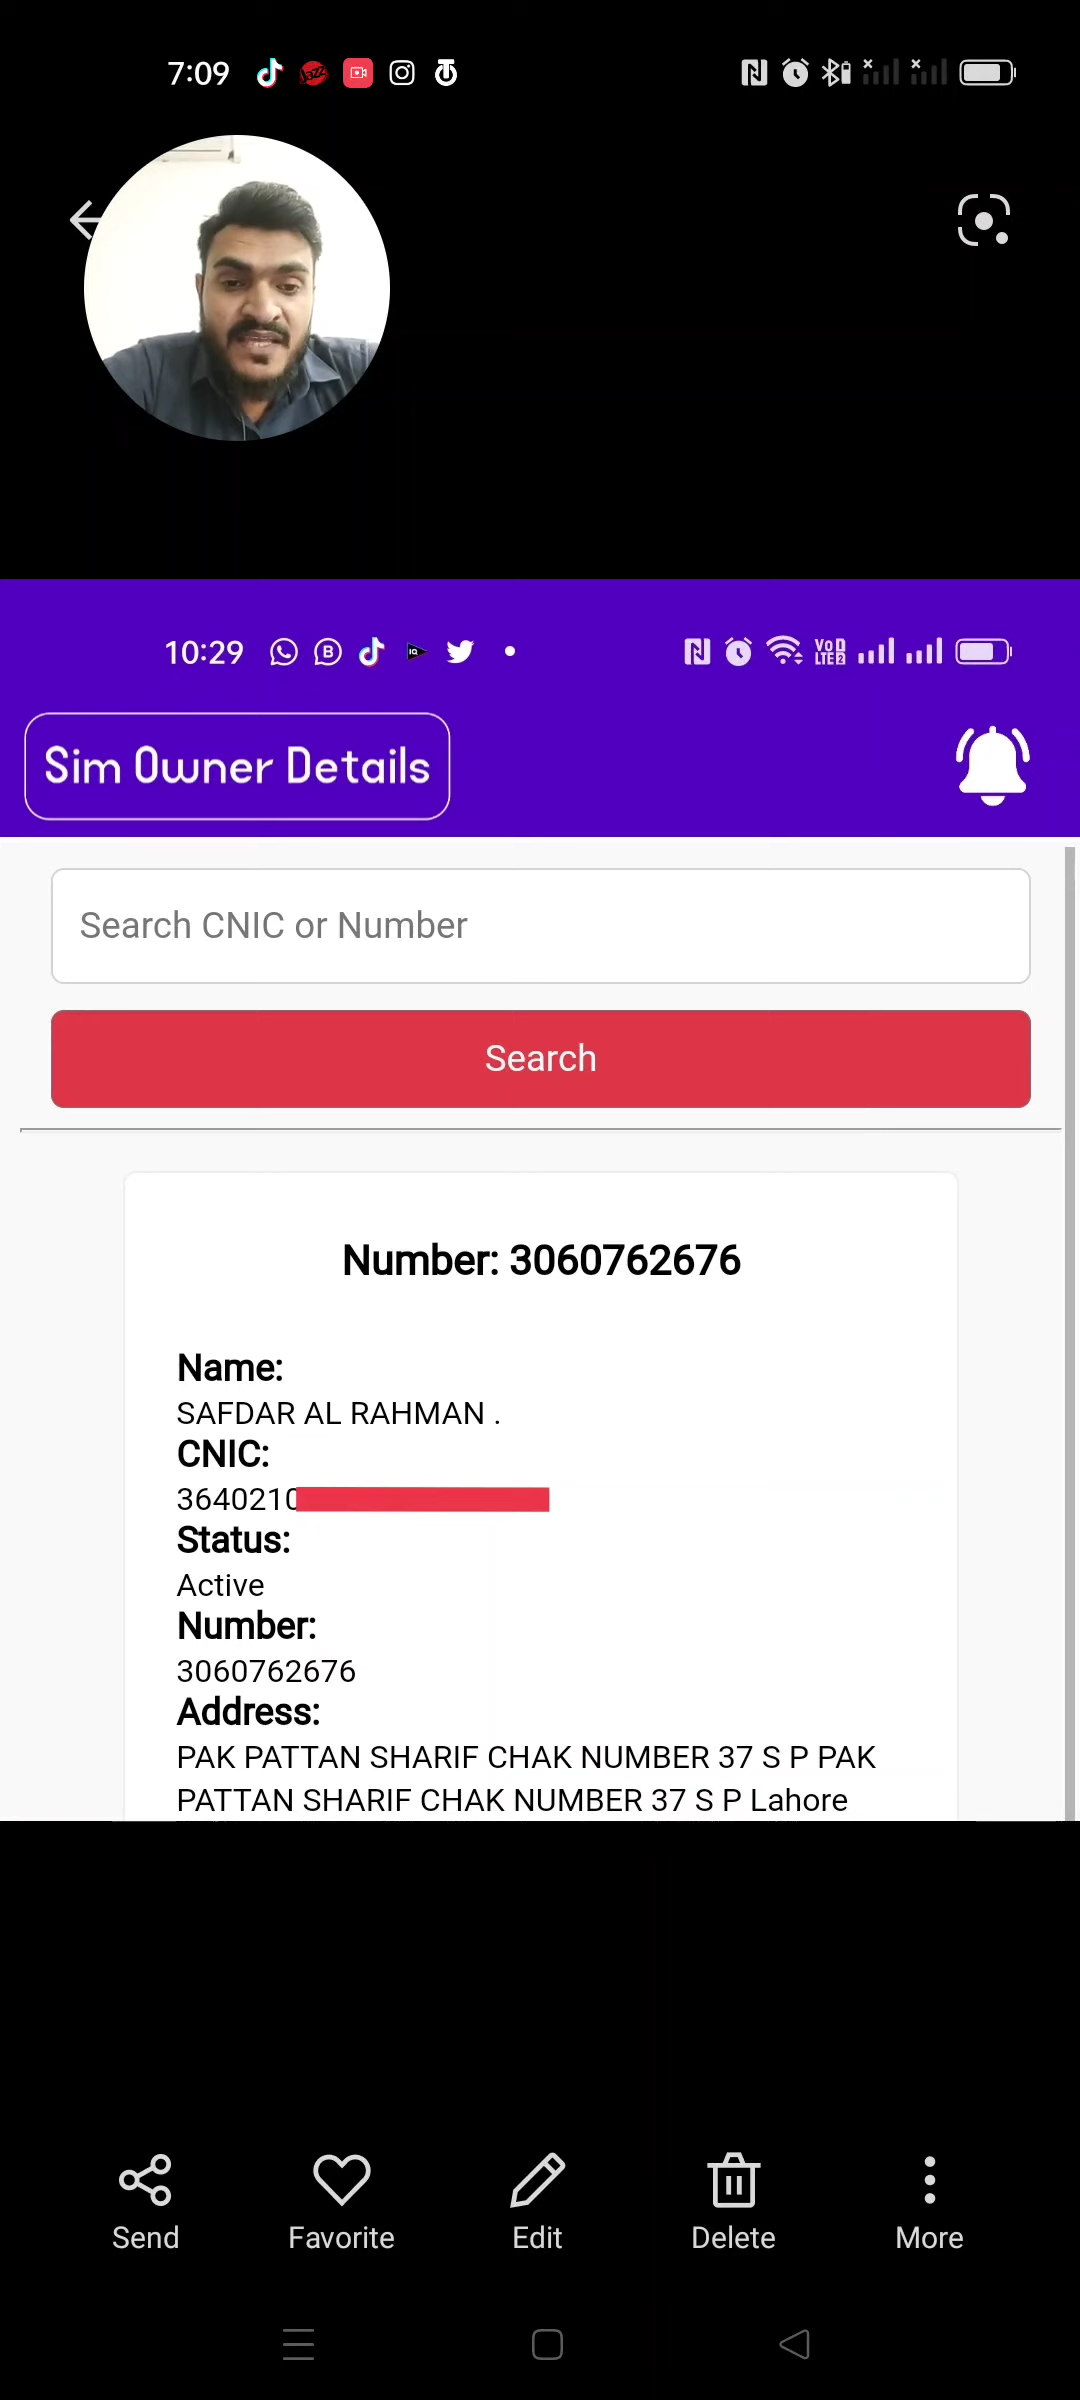 7:09
10:29
Sim Owner Details
Search CNIC or Number
Search
Number: 3060762676
Name:
SAFDAR AL RAHMAN .
CNIC:
3640210
Status:
Active
Number:
3060762676
Address:
PAK PATTAN SHARIF CHAK NUMBER 37 S P PAK
PATTAN SHARIF CHAK NUMBER 37 S P Lahore
Send Favorite Edit Delete More